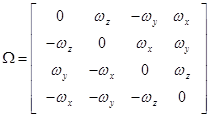 Ω = [ 0 ω_z -ω_y ω_x
-ω_z 0 ω_x ω_y
ω_y -ω_x 0 ω_z
-ω_x -ω_y -ω_z 0 ]